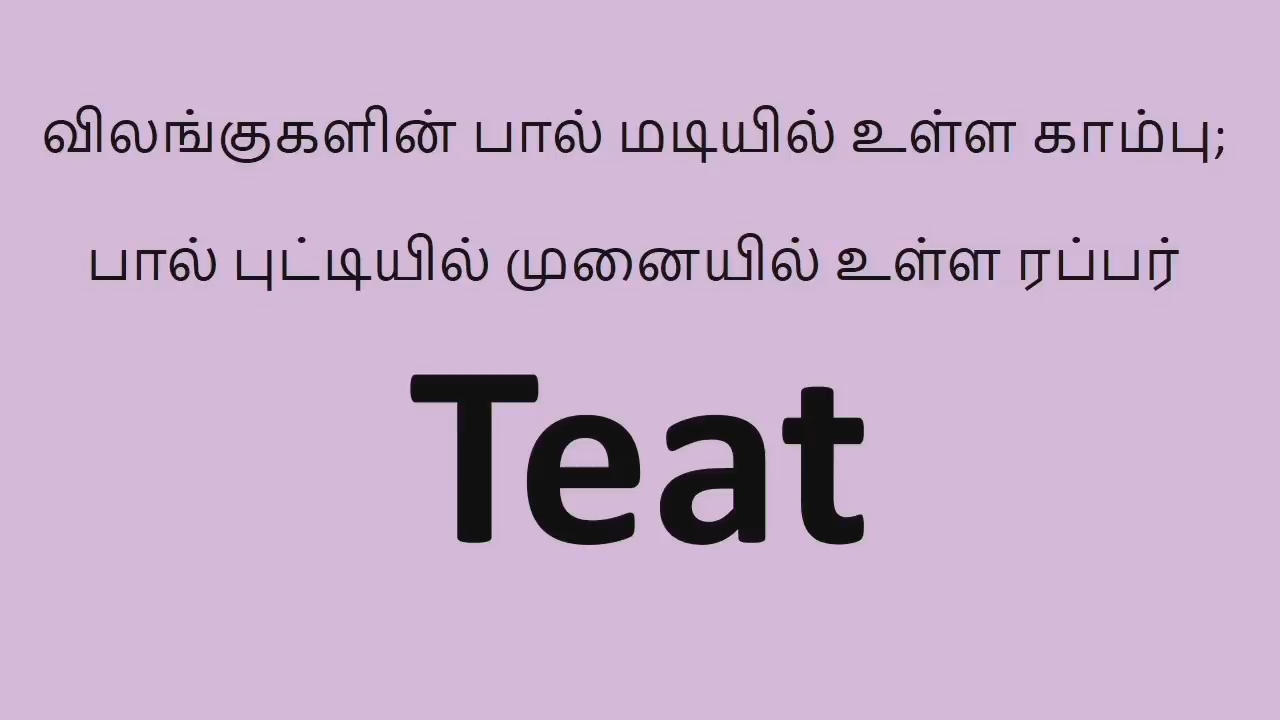 விலங்குகளின் பால் மடியில் உள்ள காம்பு;
பால் புட்டியில் முனையில் உள்ள ரப்பர்
Teat